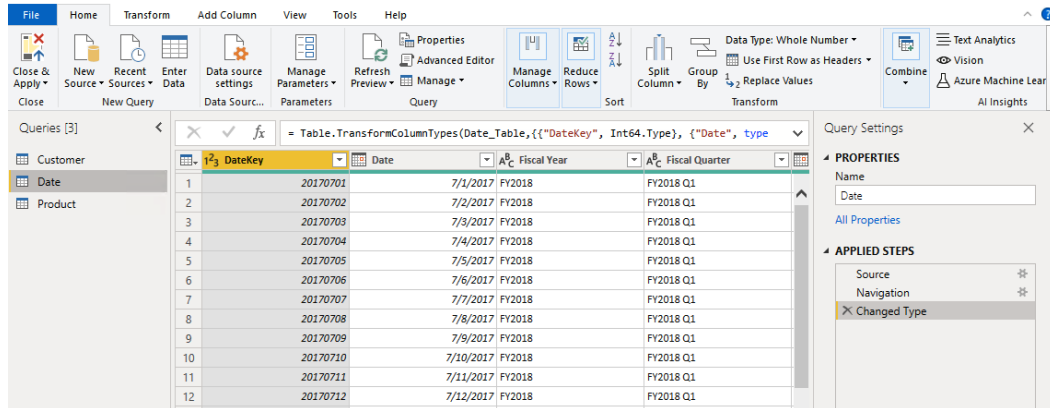 File Home Transform Add Column View Tools Help
Close & Apply
New Source
Recent Sources
Enter Data
Data source settings
Manage Parameters
Refresh Preview
Properties
Advanced Editor
Manage
Manage Columns
Reduce Rows
Split Column
Group By
Data Type: Whole Number
Use First Row as Headers
Replace Values
Combine
Text Analytics
Vision
Azure Machine Lear
Close New Query Data Sourc... Parameters Query Sort Transform AI Insights
Queries [3]
Customer
Date
Product
fx = Table.TransformColumnTypes(Date_Table,{{"DateKey", Int64.Type}, {"Date", type
123 DateKey Date ABC Fiscal Year ABC Fiscal Quarter
1 20170701 7/1/2017 FY2018 FY2018 Q1
2 20170702 7/2/2017 FY2018 FY2018 Q1
3 20170703 7/3/2017 FY2018 FY2018 Q1
4 20170704 7/4/2017 FY2018 FY2018 Q1
5 20170705 7/5/2017 FY2018 FY2018 Q1
6 20170706 7/6/2017 FY2018 FY2018 Q1
7 20170707 7/7/2017 FY2018 FY2018 Q1
8 20170708 7/8/2017 FY2018 FY2018 Q1
9 20170709 7/9/2017 FY2018 FY2018 Q1
10 20170710 7/10/2017 FY2018 FY2018 Q1
11 20170711 7/11/2017 FY2018 FY2018 Q1
12 20170712 7/12/2017 FY2018 FY2018 Q1
Query Settings
PROPERTIES
Name
Date
All Properties
APPLIED STEPS
Source
Navigation
Changed Type